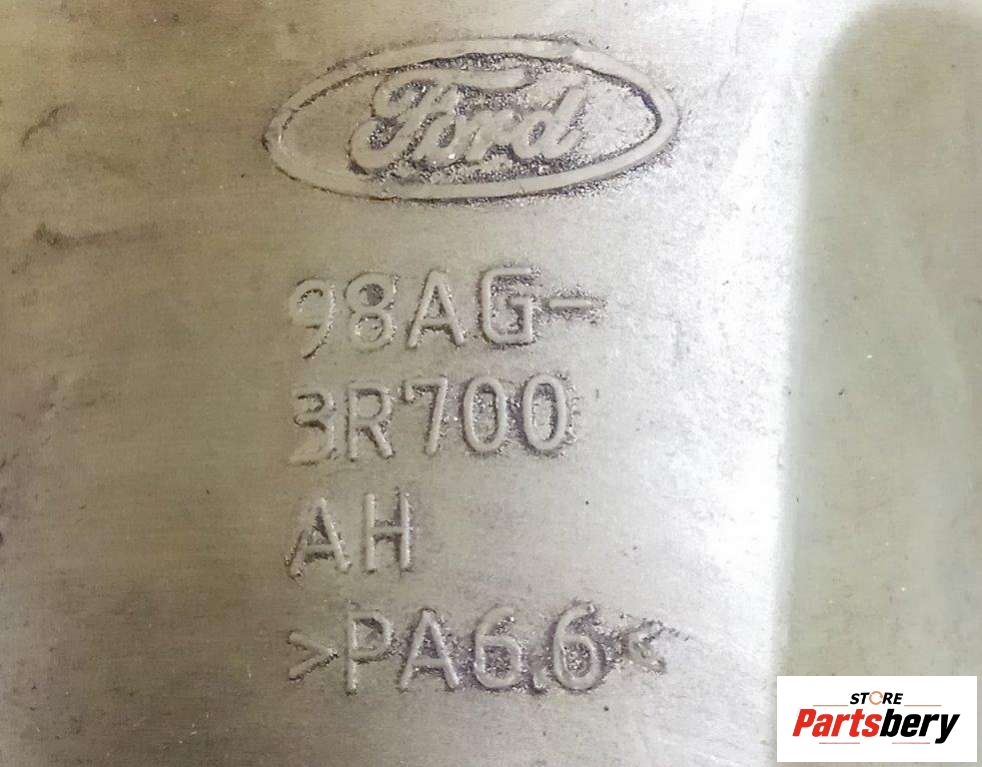 Ford
98AG-
3R700
AH
>PA6.6<
STORE
Partsbery